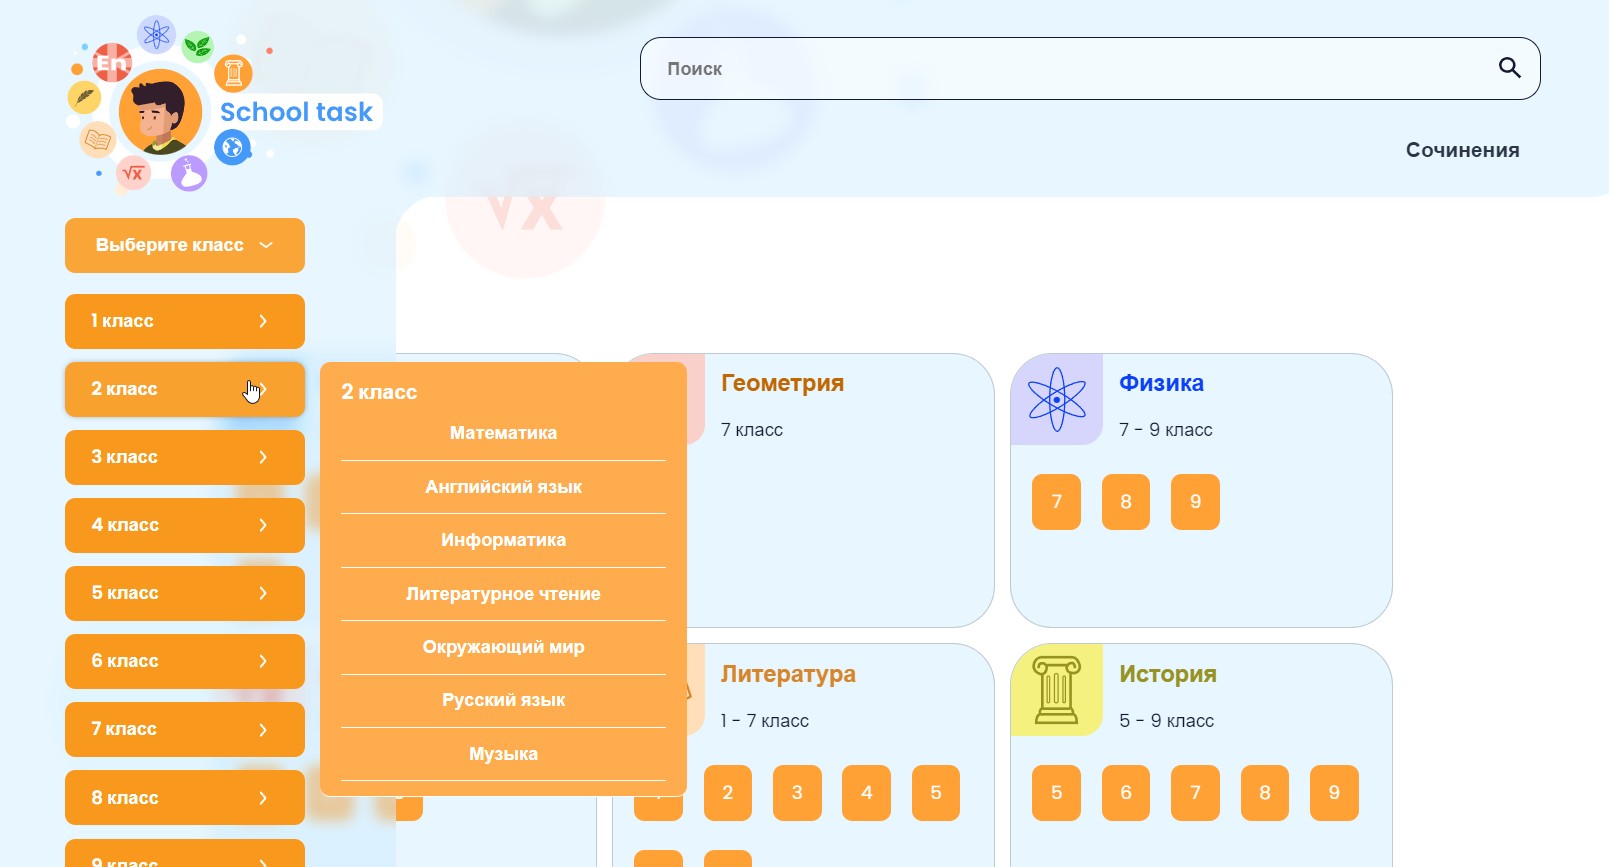 En
School task
√x
Поиск
Сочинения
√x
Выберите класс
1 класс
2 класс
3 класс
4 класс
5 класс
6 класс
7 класс
8 класс
9 класс
2 класс
Математика
Английский язык
Информатика
Литературное чтение
Окружающий мир
Русский язык
Музыка
Геометрия
7 класс
Физика
7 - 9 класс
7 8 9
Литература
1 - 7 класс
2 3 4 5
История
5 - 9 класс
5 6 7 8 9